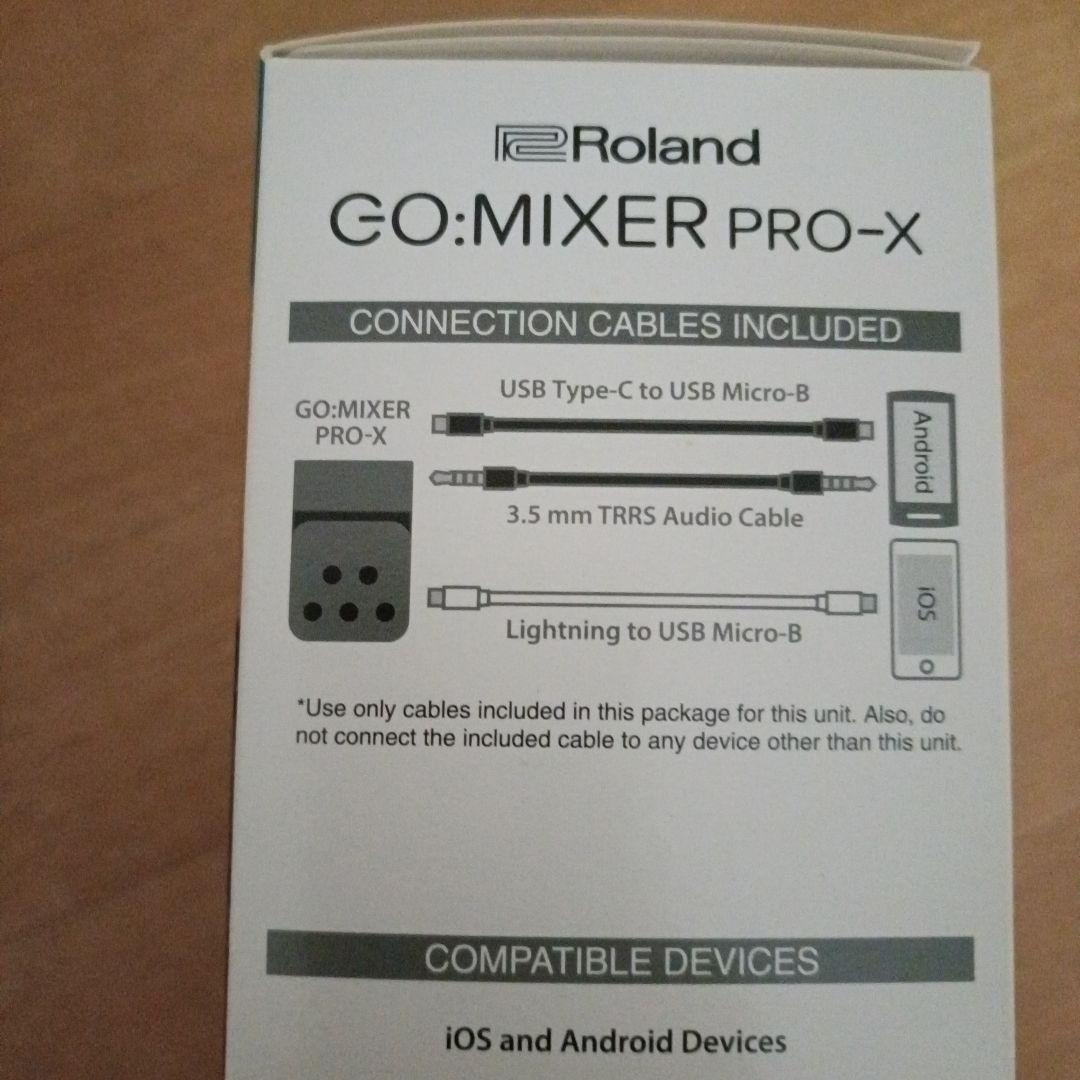 Roland
GO:MIXER PRO-X
CONNECTION CABLES INCLUDED
USB Type-C to USB Micro-B
GO:MIXER
PRO-X
Android
3.5 mm TRRS Audio Cable
iOS
Lightning to USB Micro-B
*Use only cables included in this package for this unit. Also, do
not connect the included cable to any device other than this unit.
COMPATIBLE DEVICES
iOS and Android Devices